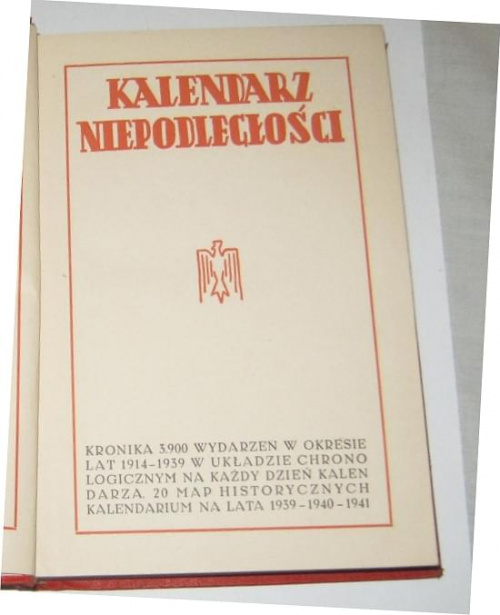 KALENDARZ
NIEPODLEGŁOŚCI
KRONIKA 3.900 WYDARZEN W OKRESIE
LAT 1914-1939 W UKŁADZIE CHRONO
LOGICZNYM NA KAŻDY DZIEŃ KALEN
DARZA. 20 MAP HISTORYCZNYCH
KALENDARIUM NA LATA 1939-1940-1941